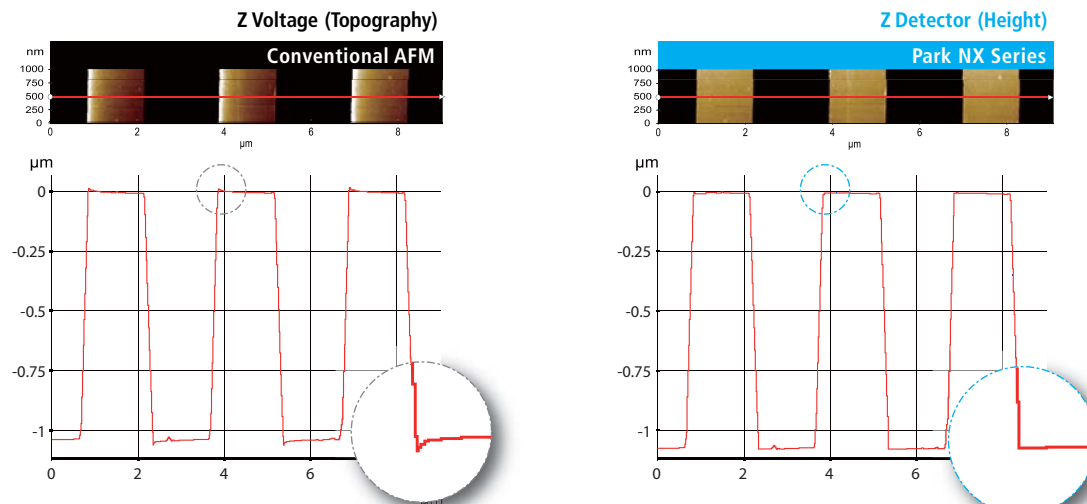 Z Voltage (Topography)
Conventional AFM
nm
1000
750
500
250
0
0 2 4 6 8
µm
µm
0
-0.25
-0.5
-0.75
-1
0 2 4 6
Z Detector (Height)
Park NX Series
nm
1000
750
500
250
0
0 2 4 6 8
µm
µm
0
-0.25
-0.5
-0.75
-1
0 2 4 6